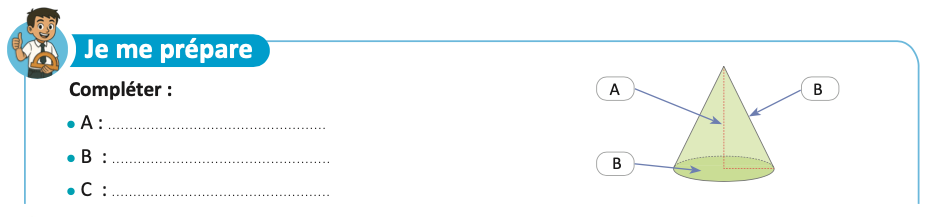 Je me prépare
Compléter :
• A : ......................................................
• B : ......................................................
• C : ......................................................
A
B
B